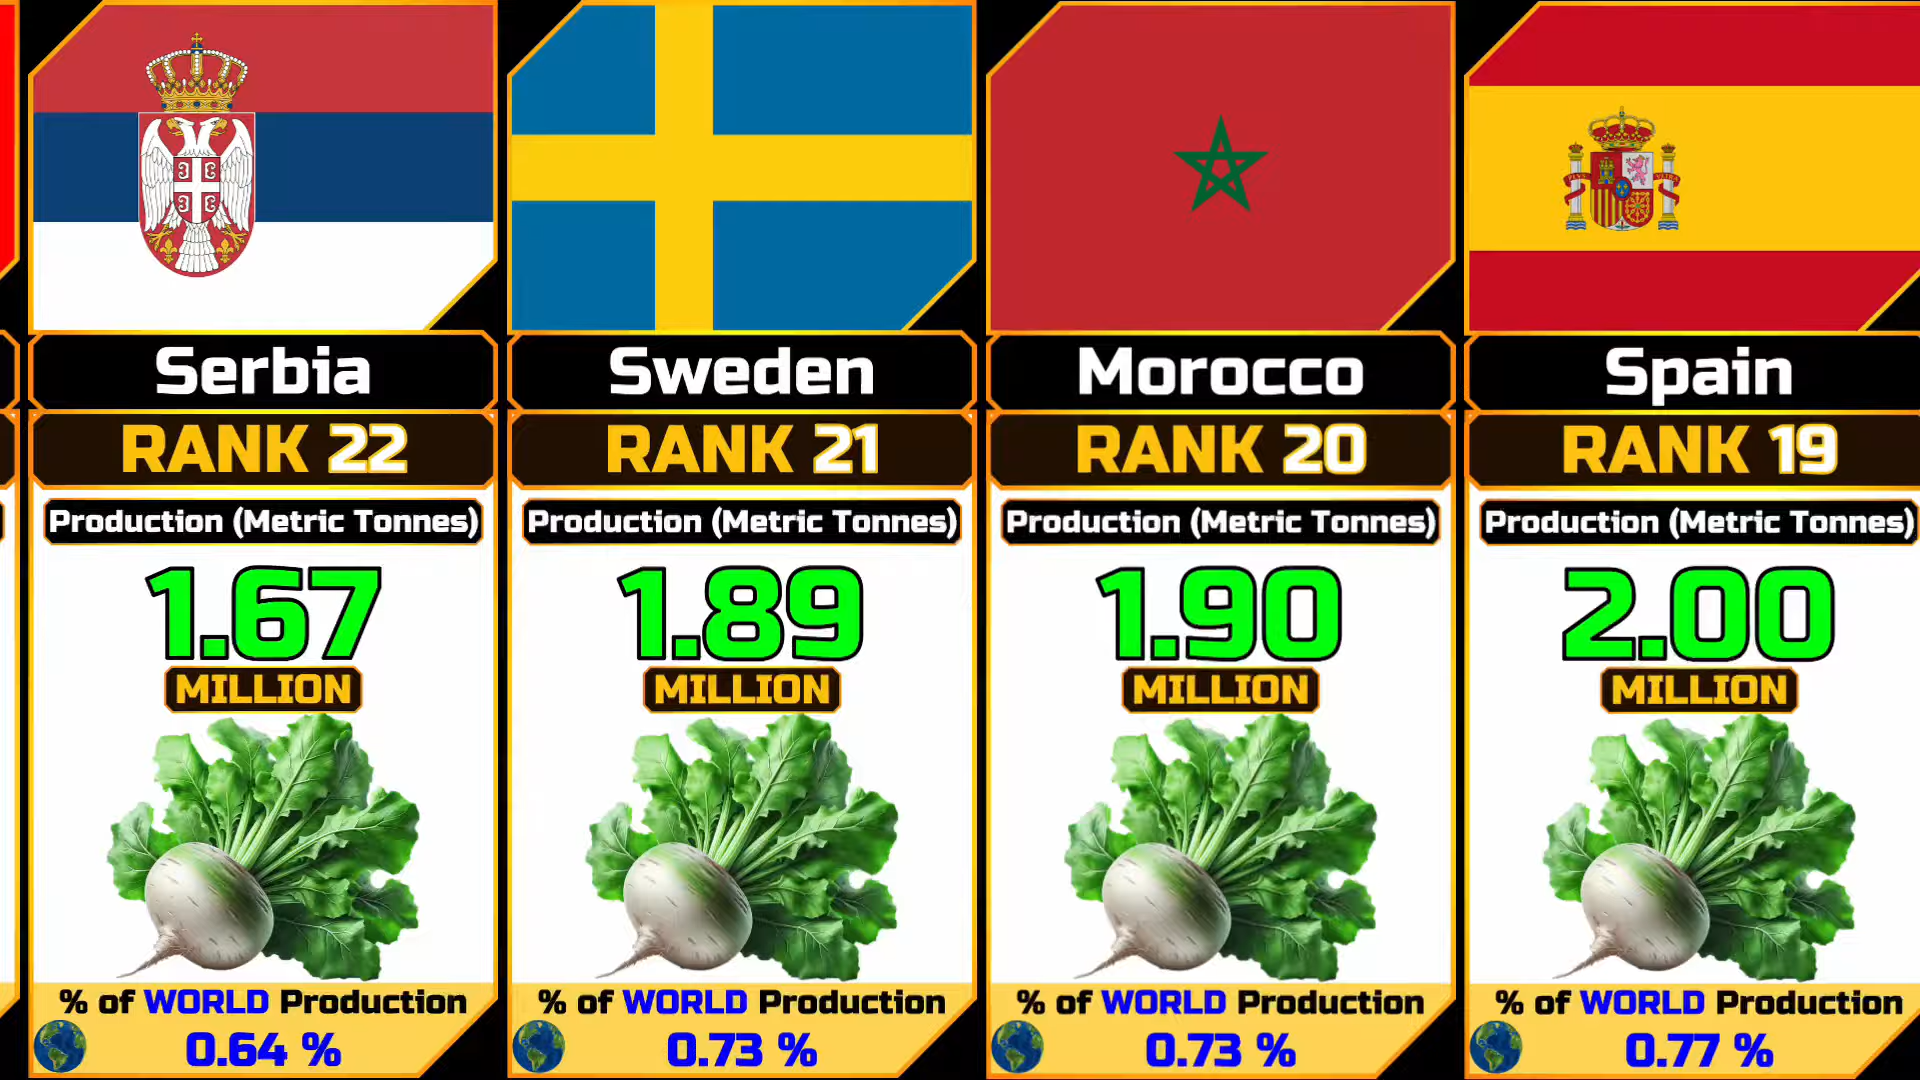 Serbia
RANK 22
Production (Metric Tonnes)
1.67
MILLION
% of WORLD Production
0.64 %
Sweden
RANK 21
Production (Metric Tonnes)
1.89
MILLION
% of WORLD Production
0.73 %
Morocco
RANK 20
Production (Metric Tonnes)
1.90
MILLION
% of WORLD Production
0.73 %
Spain
RANK 19
Production (Metric Tonnes)
2.00
MILLION
% of WORLD Production
0.77 %